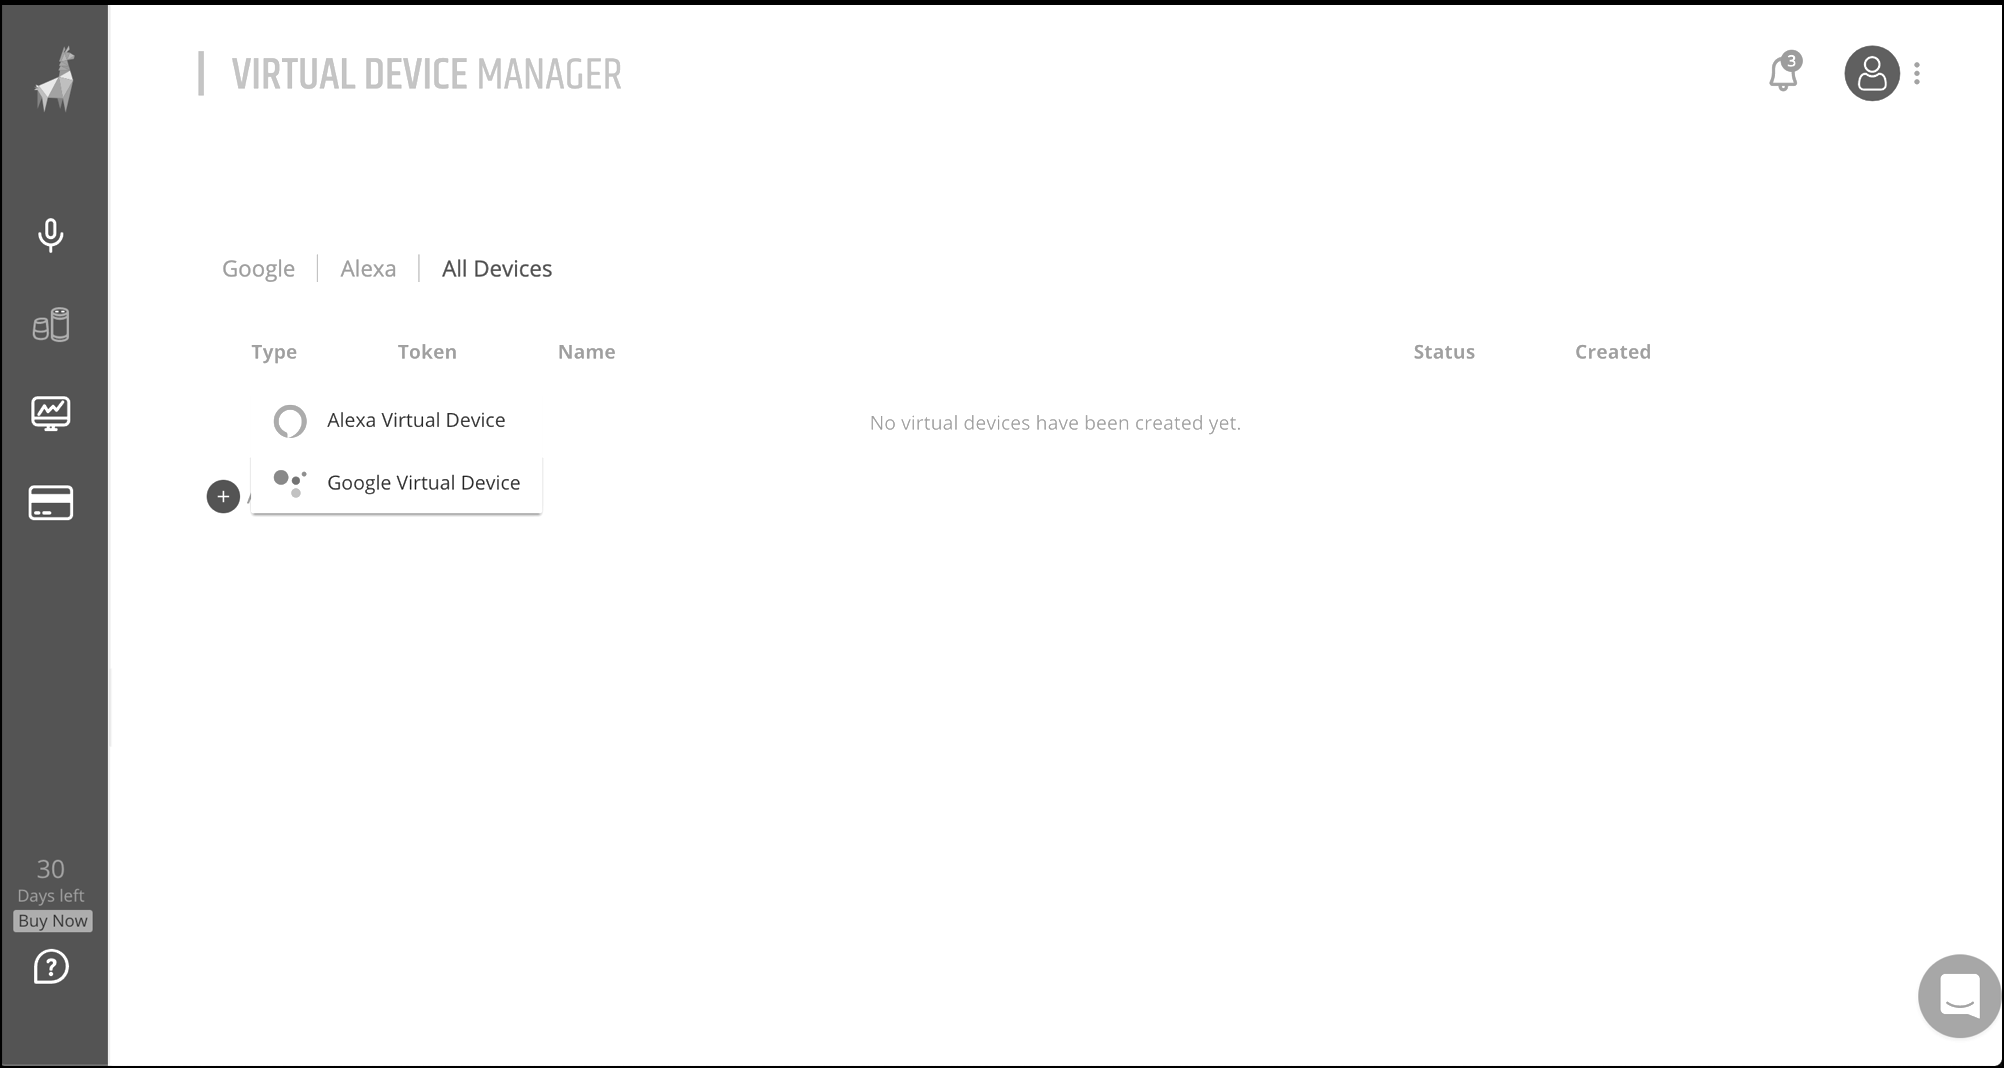 VIRTUAL DEVICE MANAGER
3
Google
Alexa
All Devices
Type
Token
Name
Status
Created
Alexa Virtual Device
No virtual devices have been created yet.
Google Virtual Device
30
Days left
Buy Now